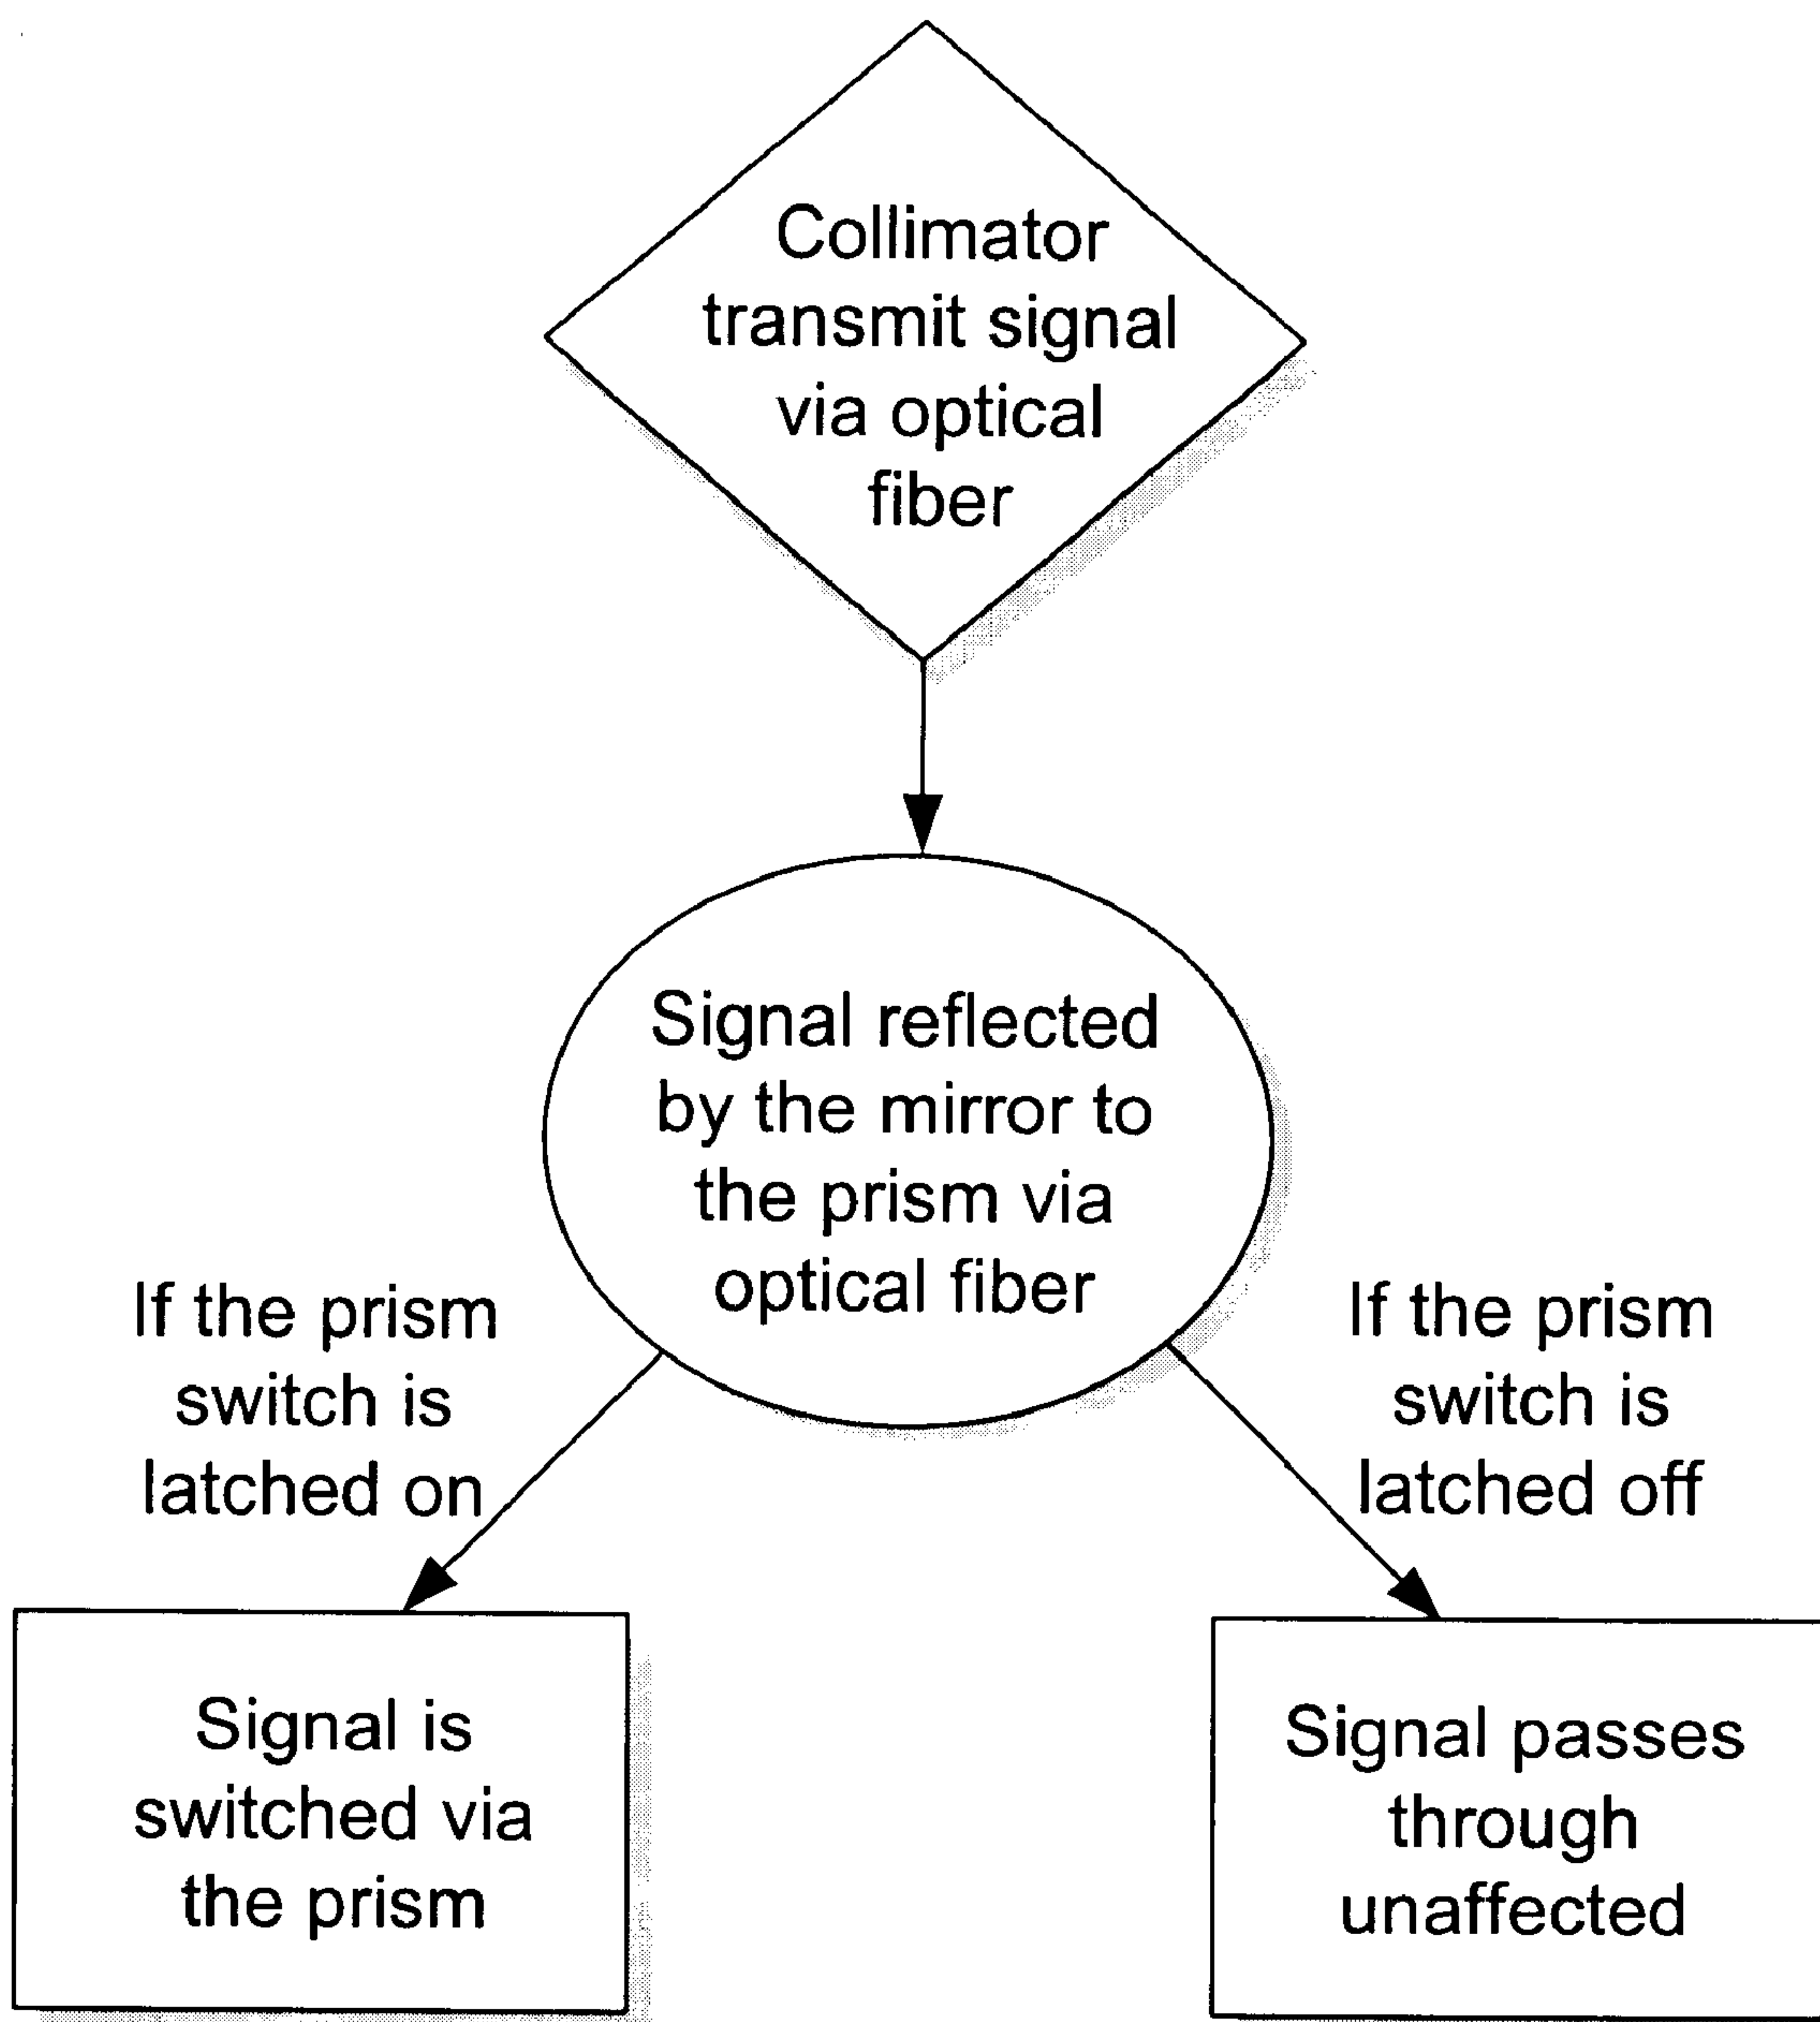 Collimator
transmit signal
via optical
fiber
Signal reflected
by the mirror to
the prism via
optical fiber
If the prism
switch is
latched on
If the prism
switch is
latched off
Signal is
switched via
the prism
Signal passes
through
unaffected